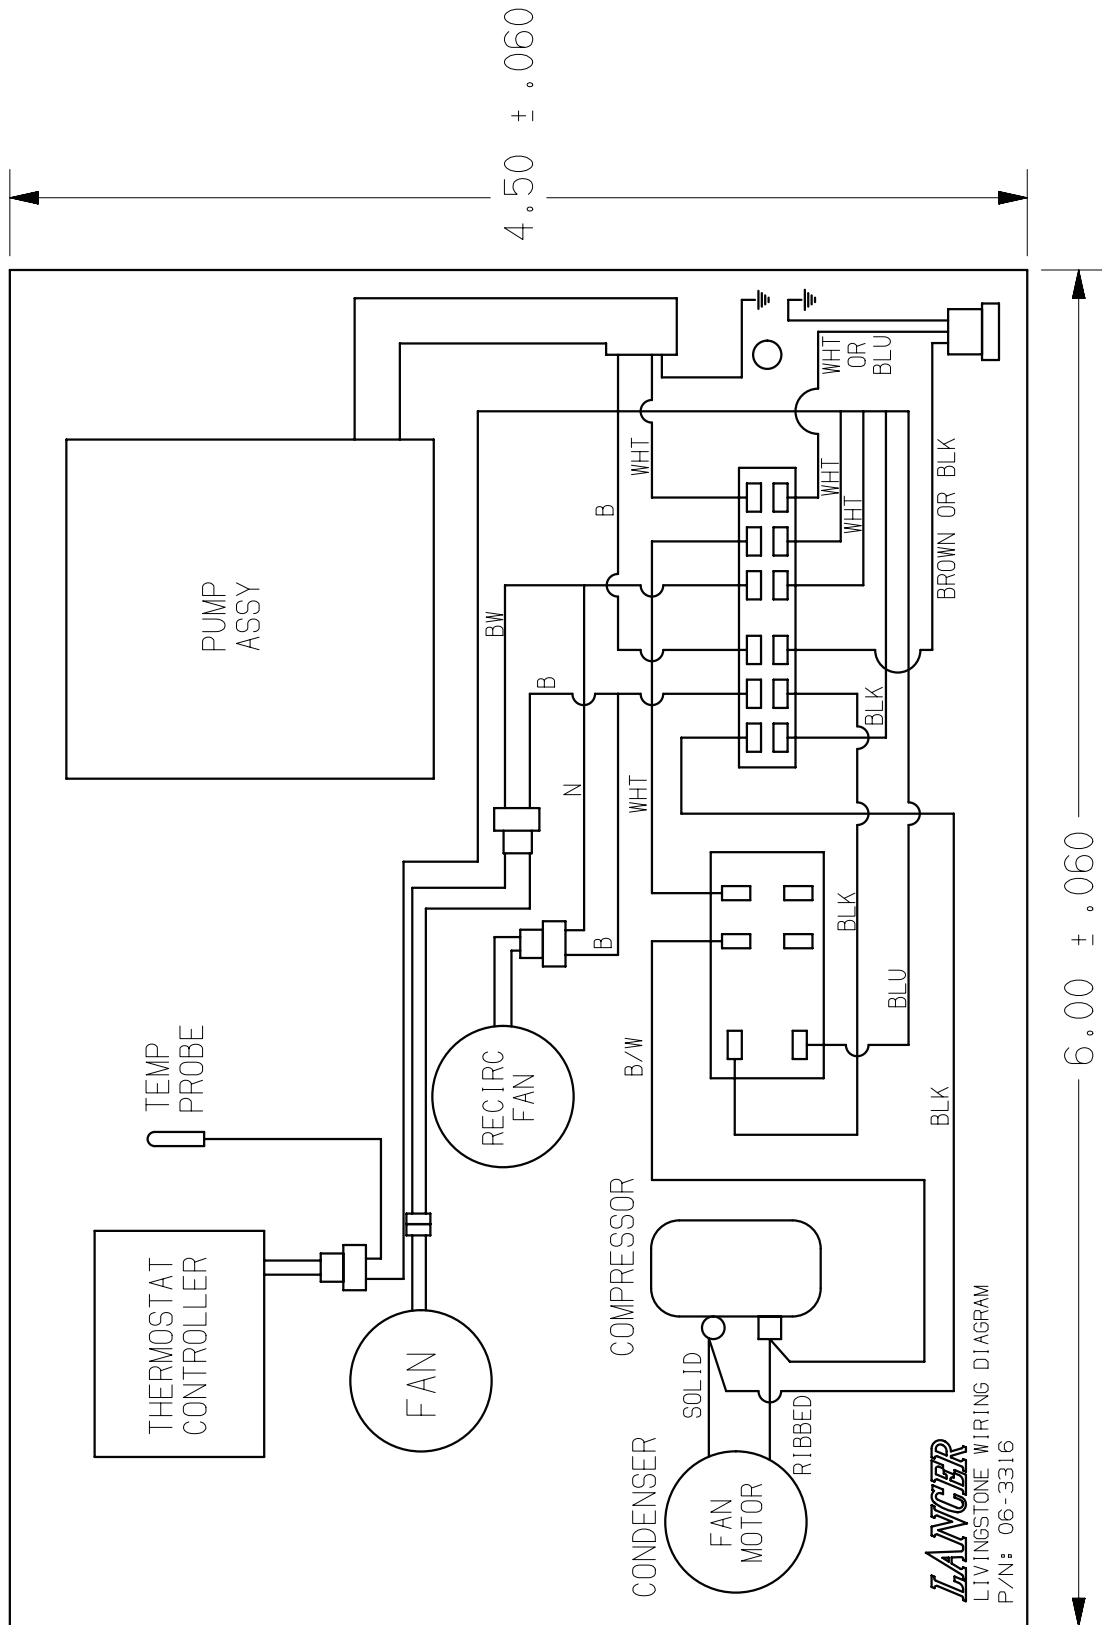 4.50 ± .060
6.00 ± .060
PUMP
ASSY
TEMP
PROBE
THERMOSTAT
CONTROLLER
FAN
RECIRC
FAN
COMPRESSOR
CONDENSER
FAN
MOTOR
SOLID
RIBBED
BW
B
N
B
B
WHT
WHT
B/W
WHT
OR
BLU
WHT
WHT
BROWN OR BLK
BLK
BLK
BLU
BLK
LANCER
LIVINGSTONE WIRING DIAGRAM
P/N: 06-3316